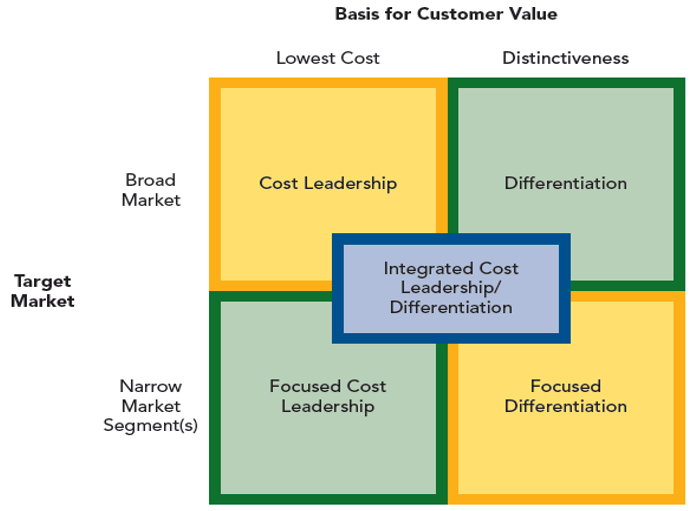 Basis for Customer Value
Lowest Cost
Distinctiveness
Broad
Market
Cost Leadership
Differentiation
Target
Market
Integrated Cost
Leadership/
Differentiation
Narrow
Market
Segment(s)
Focused Cost
Leadership
Focused
Differentiation